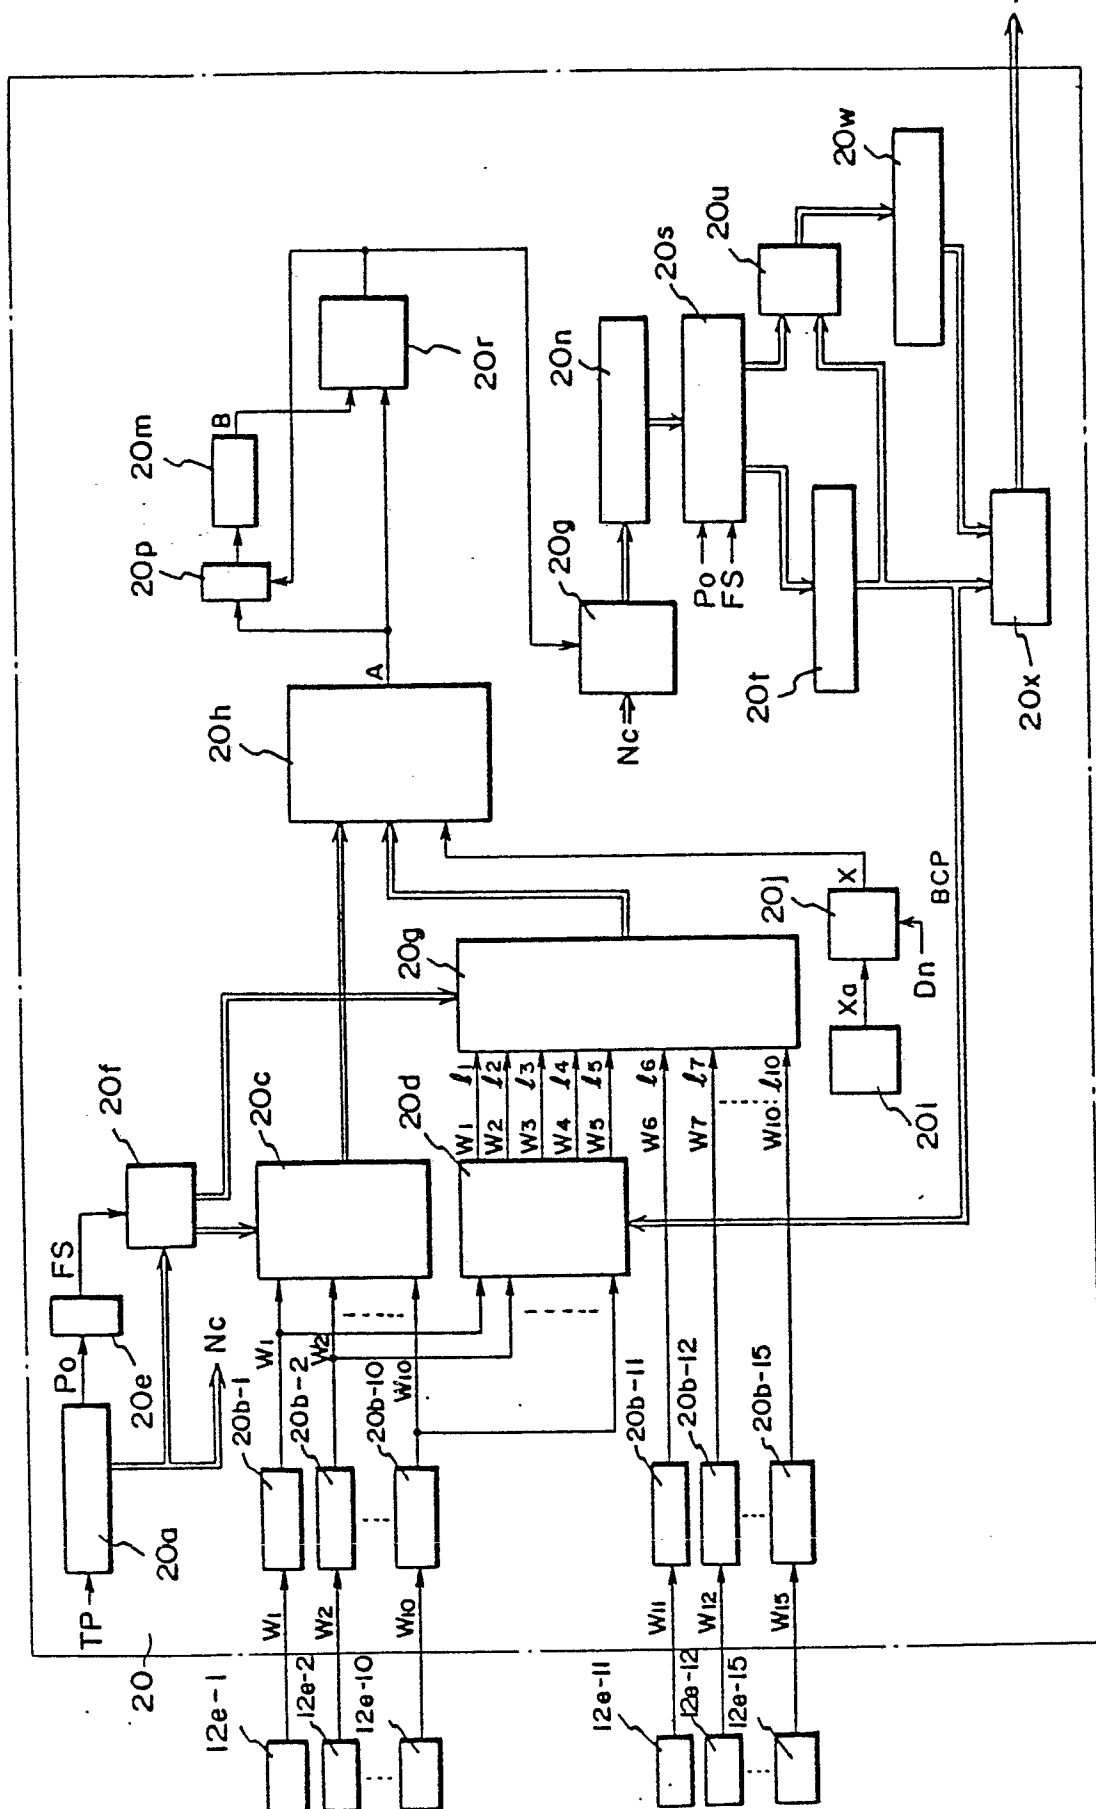 TP
20
20a
Po
20e
FS
20f
Nc
12e-1
12e-2
12e-10
W1
W2
W10
20b-1
20b-2
20b-10
W1
W2
W10
20c
20d
W1
W2
W3
W4
W5
W6
W7
W10
ℓ1
ℓ2
ℓ3
ℓ4
ℓ5
ℓ6
ℓ7
ℓ10
12e-11
12e-12
12e-15
W11
W12
W15
20b-11
20b-12
20b-15
20g
20i
Xa
20j
Dn
X
20h
A
20p
20m
B
20r
Nc
20g
20n
Po
FS
20s
20t
20u
20w
BCP
20x